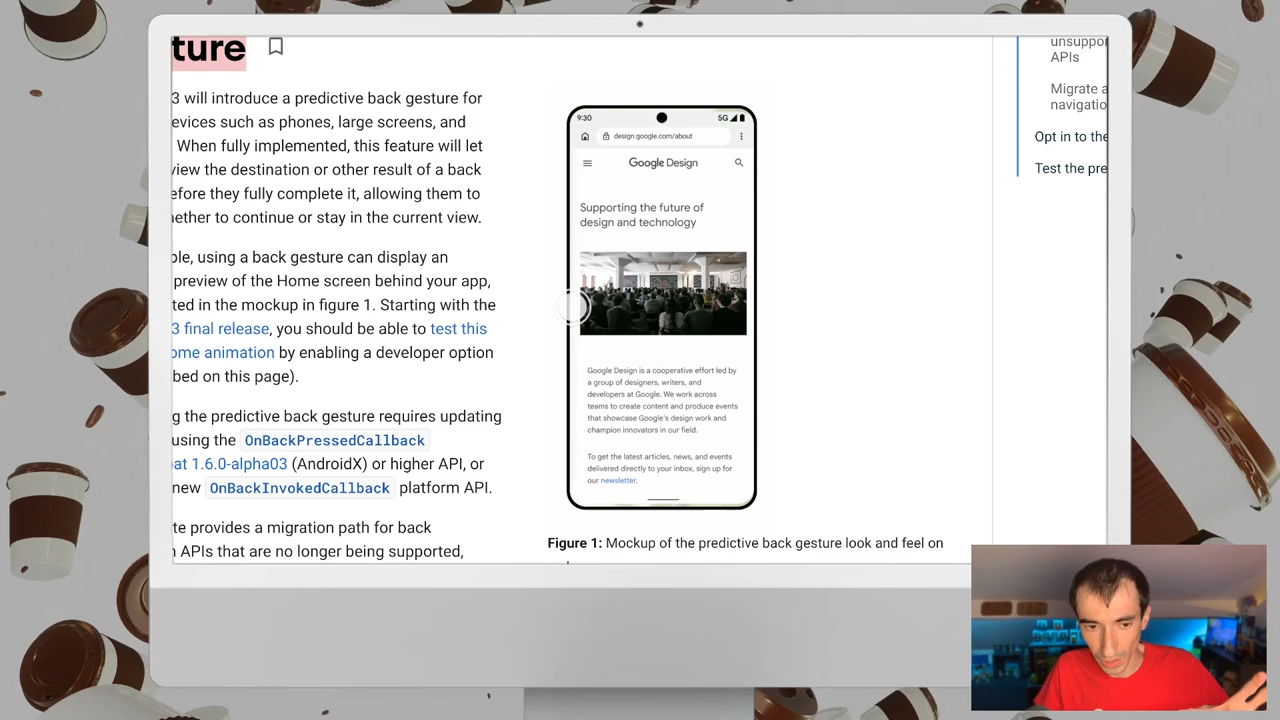 ture
3 will introduce a predictive back gesture for
evices such as phones, large screens, and
When fully implemented, this feature will let
view the destination or other result of a back
efore they fully complete it, allowing them to
hether to continue or stay in the current view.
ple, using a back gesture can display an
preview of the Home screen behind your app,
ted in the mockup in figure 1. Starting with the
3 final release, you should be able to test this
ome animation by enabling a developer option
bed on this page).
g the predictive back gesture requires updating
using the OnBackPressedCallback
at 1.6.0-alpha03 (AndroidX) or higher API, or
new OnBackInvokedCallback platform API.
te provides a migration path for back
n APIs that are no longer being supported,
9:30 5G
design.google.com/about
Google Design
Supporting the future of
design and technology
Google Design is a cooperative effort led by
a group of designers, writers, and
developers at Google. We work across
teams to create content and produce events
that showcase Google's design work and
champion innovators in our field.
To get the latest articles, news, and events
delivered directly to your inbox, sign up for
our newsletter.
Figure 1: Mockup of the predictive back gesture look and feel on
unsuppor
APIs
Migrate a
navigatio
Opt in to the
Test the pre